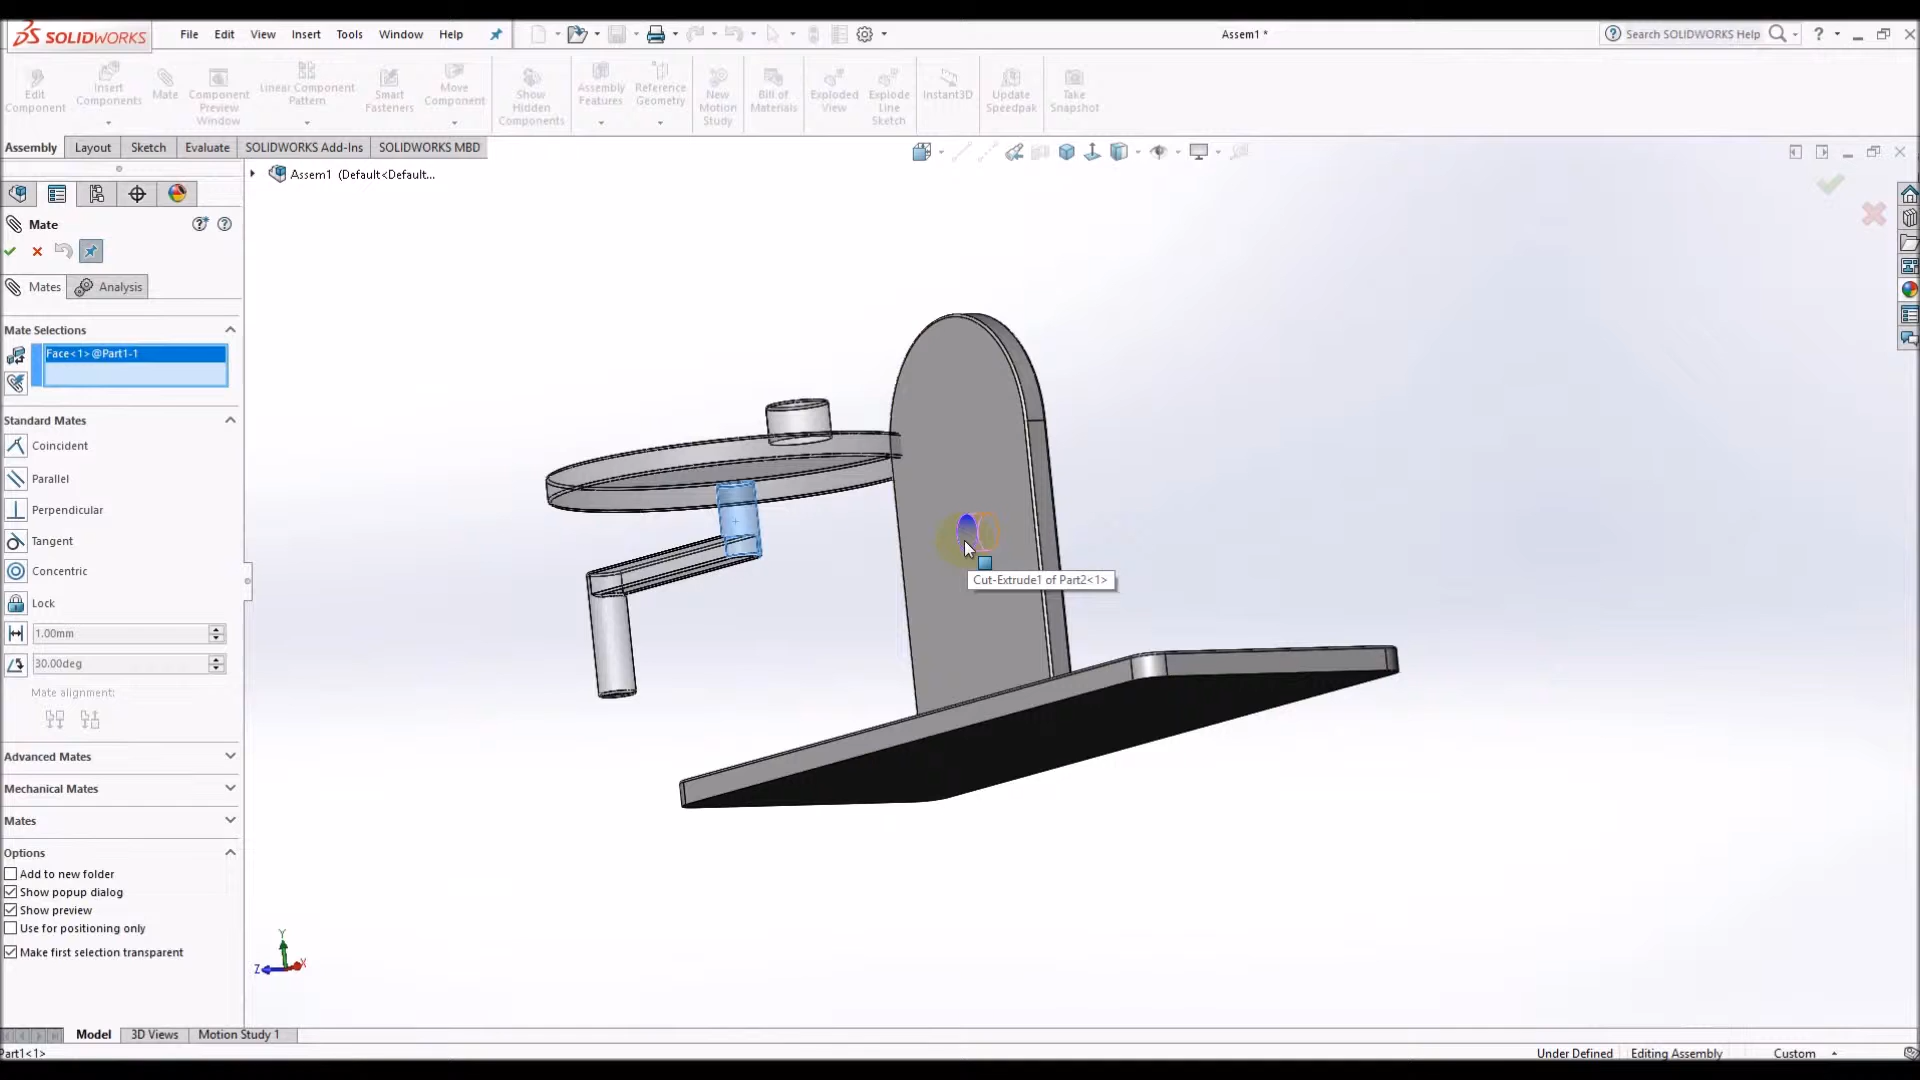 SOLIDWORKS
File Edit View Insert Tools Window Help
Assem1 *
Search SOLIDWORKS Help
?
Edit Component
Insert Components
Mate
Component Preview Window
Linear Component Pattern
Smart Fasteners
Move Component
Show Hidden Components
Assembly Features
Reference Geometry
New Motion Study
Bill of Materials
Exploded View
Explode Line Sketch
Instant3D
Update Speedpak
Take Snapshot
Assembly Layout Sketch Evaluate SOLIDWORKS Add-Ins SOLIDWORKS MBD
Assem1 (Default<Default...
Mate
Mates Analysis
Mate Selections
Face<1>@Part1-1
Standard Mates
Coincident
Parallel
Perpendicular
Tangent
Concentric
Lock
1.00mm
30.00deg
Mate alignment:
Advanced Mates
Mechanical Mates
Mates
Options
Add to new folder
Show popup dialog
Show preview
Use for positioning only
Make first selection transparent
Cut-Extrude1 of Part2<1>
Y
Z X
Model 3D Views Motion Study 1
Part1<1>
Under Defined Editing Assembly Custom